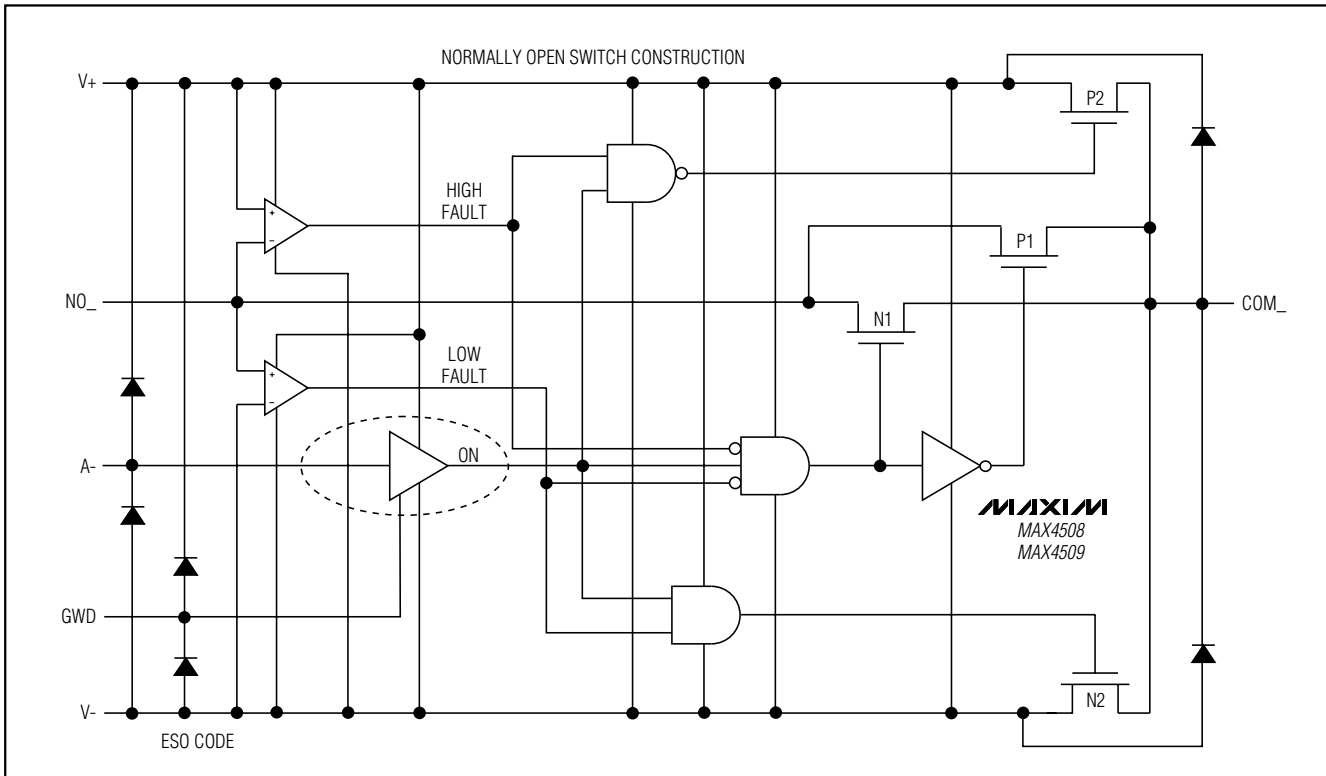 NORMALLY OPEN SWITCH CONSTRUCTION
V+
P2
HIGH
FAULT
+
−
P1
NO_
COM_
N1
LOW
FAULT
+
−
ON
A-
MAXIM
MAX4508
MAX4509
GWD
N2
V-
ESO CODE